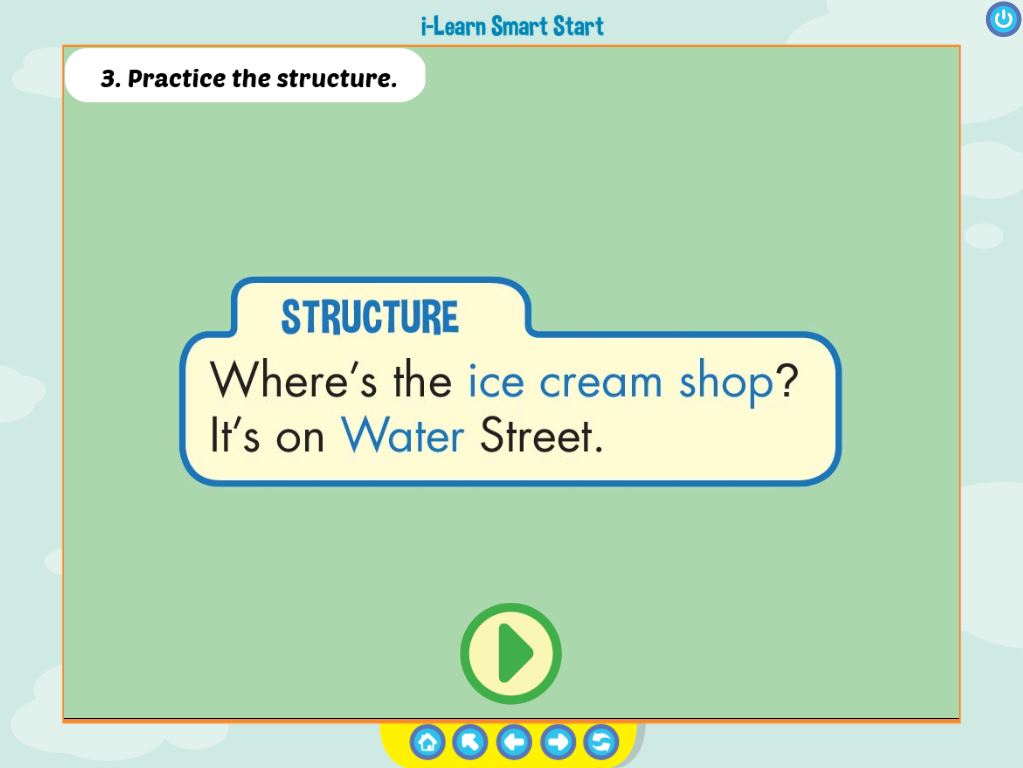 i-Learn Smart Start
3. Practice the structure.
STRUCTURE
Where's the ice cream shop?
It's on Water Street.